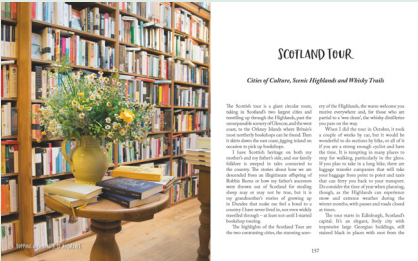 SCOTLAND TOUR
Cities of Culture, Scenic Highlands and Whisky Trails
The Scottish tour is a giant circular route,
taking in Scotland's two largest cities and
travelling up through the Highlands, past the
incomparable scenery of Glencoe, and the west
coast, to the Orkney Islands where Britain's
most northerly bookshops can be found. Then
it skirts down the east coast, jigging inland on
occasion to pick up bookshops.
I have Scottish heritage on both my
mother's and my father's side, and our family
folklore is steeped in tales connected to
the country. The stories about how we are
descended from an illegitimate offspring of
Robbie Burns or how my father's ancestors
were thrown out of Scotland for stealing
sheep may or may not be true, but it is
my grandmother's stories of growing up
in Dundee that make me feel a bond to a
country I have never lived in, nor even widely
travelled through – at least not until I started
bookshop touring.
The highlights of the Scotland Tour are
the two contrasting cities, the stunning scen-
ery of the Highlands, the warm welcome you
receive everywhere and, for those who are
partial to a 'wee dram', the whisky distilleries
you pass on the way.
When I did the tour in October, it took
a couple of weeks by car, but it would be
wonderful to do sections by bike, or all of it
if you are a strong enough cyclist and have
the time. It is tempting in many places to
stop for walking, particularly in the glens.
If you plan to take in a long hike, there are
luggage transfer companies that will take
your baggage from point to point and taxis
that can ferry you back to your transport.
Do consider the time of year when planning,
though, as the Highlands can experience
snow and extreme weather during the
winter months, with passes and roads closed
at times.
The tour starts in Edinburgh, Scotland's
capital. It's an elegant, lively city with
imposing large Georgian buildings, still
stained black in places with soot from the
157